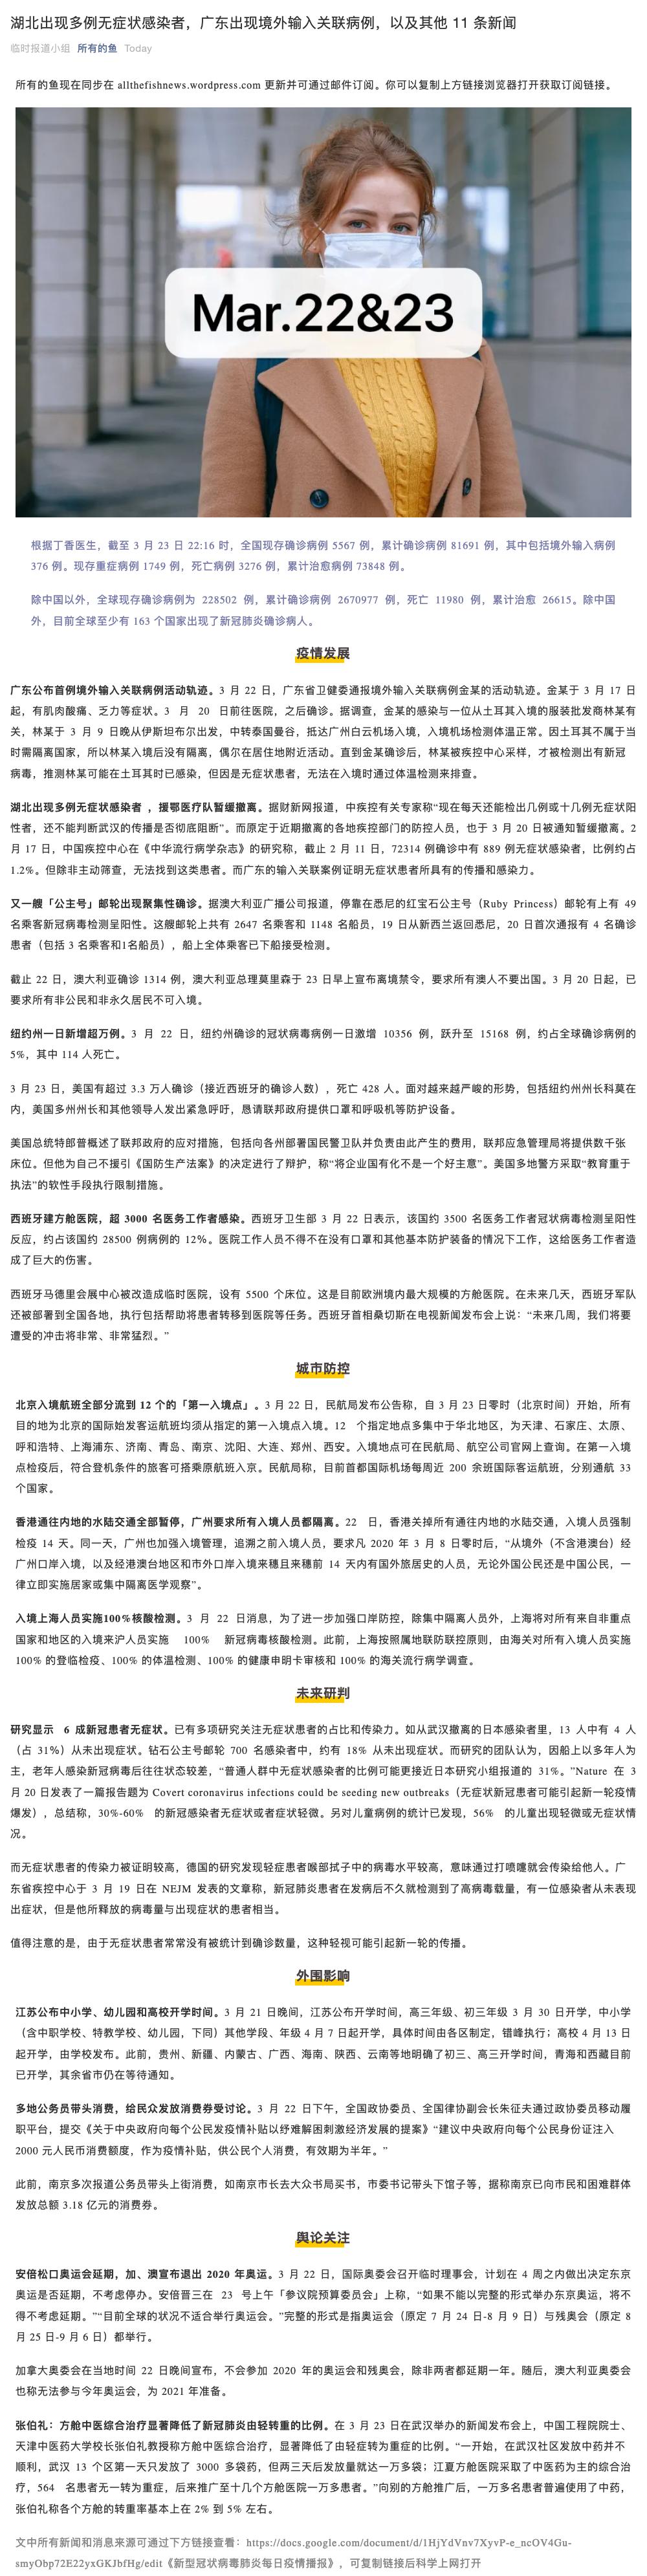 湖北出现多例无症状感染者，广东出现境外输入关联病例，以及其他 11 条新闻
临时报道小组 所有的鱼 Today
所有的鱼现在同步在 allthefishnews.wordpress.com 更新并可通过邮件订阅。你可以复制上方链接浏览器打开获取订阅链接。
Mar.22&23
根据丁香医生，截至 3 月 23 日 22:16 时，全国现存确诊病例 5567 例，累计确诊病例 81691 例，其中包括境外输入病例
376 例。现存重症病例 1749 例，死亡病例 3276 例，累计治愈病例 73848 例。
除中国以外，全球现存确诊病例为 228502 例，累计确诊病例 2670977 例，死亡 11980 例，累计治愈 26615。除中国
外，目前全球至少有 163 个国家出现了新冠肺炎确诊病人。
疫情发展
广东公布首例境外输入关联病例活动轨迹。3 月 22 日，广东省卫健委通报境外输入关联病例金某的活动轨迹。金某于 3 月 17 日
起，有肌肉酸痛、乏力等症状。3 月 20 日前往医院，之后确诊。据调查，金某的感染与一位从土耳其入境的服装批发商林某有
关，林某于 3 月 9 日晚从伊斯坦布尔出发，中转泰国曼谷，抵达广州白云机场入境，入境机场检测体温正常。因土耳其不属于当
时需隔离国家，所以林某入境后没有隔离，偶尔在居住地附近活动。直到金某确诊后，林某被疾控中心采样，才被检测出有新冠
病毒，推测林某可能在土耳其时已感染，但因是无症状患者，无法在入境时通过体温检测来排查。
湖北出现多例无症状感染者 ，援鄂医疗队暂缓撤离。据财新网报道，中疾控有关专家称“现在每天还能检出几例或十几例无症状阳
性者，还不能判断武汉的传播是否彻底阻断”。而原定于近期撤离的各地疾控部门的防控人员，也于 3 月 20 日被通知暂缓撤离。2
月 17 日，中国疾控中心在《中华流行病学杂志》的研究称，截止 2 月 11 日，72314 例确诊中有 889 例无症状感染者，比例约占
1.2%。但除非主动筛查，无法找到这类患者。而广东的输入关联案例证明无症状患者所具有的传播和感染力。
又一艘「公主号」邮轮出现聚集性确诊。据澳大利亚广播公司报道，停靠在悉尼的红宝石公主号（Ruby Princess）邮轮有上有 49
名乘客新冠病毒检测呈阳性。这艘邮轮上共有 2647 名乘客和 1148 名船员，19 日从新西兰返回悉尼，20 日首次通报有 4 名确诊
患者（包括 3 名乘客和1名船员），船上全体乘客已下船接受检测。
截止 22 日，澳大利亚确诊 1314 例，澳大利亚总理莫里森于 23 日早上宣布离境禁令，要求所有澳人不要出国。3 月 20 日起，已
要求所有非公民和非永久居民不可入境。
纽约州一日新增超万例。3 月 22 日，纽约州确诊的冠状病毒病例一日激增 10356 例，跃升至 15168 例，约占全球确诊病例的
5%，其中 114 人死亡。
3 月 23 日，美国有超过 3.3 万人确诊（接近西班牙的确诊人数），死亡 428 人。面对越来越严峻的形势，包括纽约州州长科莫在
内，美国多州州长和其他领导人发出紧急呼吁，恳请联邦政府提供口罩和呼吸机等防护设备。
美国总统特郎普概述了联邦政府的应对措施，包括向各州部署国民警卫队并负责由此产生的费用，联邦应急管理局将提供数千张
床位。但他为自己不援引《国防生产法案》的决定进行了辩护，称“将企业国有化不是一个好主意”。美国多地警方采取“教育重于
执法”的软性手段执行限制措施。
西班牙建方舱医院，超 3000 名医务工作者感染。西班牙卫生部 3 月 22 日表示，该国约 3500 名医务工作者冠状病毒检测呈阳性
反应，约占该国约 28500 例病例的 12%。医院工作人员不得不在没有口罩和其他基本防护装备的情况下工作，这给医务工作者造
成了巨大的伤害。
西班牙马德里会展中心被改造成临时医院，设有 5500 个床位。这是目前欧洲境内最大规模的方舱医院。在未来几天，西班牙军队
还被部署到全国各地，执行包括帮助将患者转移到医院等任务。西班牙首相桑切斯在电视新闻发布会上说：“未来几周，我们将要
遭受的冲击将非常、非常猛烈。”
城市防控
北京入境航班全部分流到 12 个的「第一入境点」。3 月 22 日，民航局发布公告称，自 3 月 23 日零时（北京时间）开始，所有
目的地为北京的国际始发客运航班均须从指定的第一入境点入境。12 个指定地点多集中于华北地区，为天津、石家庄、太原、
呼和浩特、上海浦东、济南、青岛、南京、沈阳、大连、郑州、西安。入境地点可在民航局、航空公司官网上查询。在第一入境
点检疫后，符合登机条件的旅客可搭乘原航班入京。民航局称，目前首都国际机场每周近 200 余班国际客运航班，分别通航 33
个国家。
香港通往内地的水陆交通全部暂停，广州要求所有入境人员都隔离。22 日，香港关掉所有通往内地的水陆交通，入境人员强制
检疫 14 天。同一天，广州也加强入境管理，追溯之前入境人员，要求凡 2020 年 3 月 8 日零时后，“从境外（不含港澳台）经
广州口岸入境，以及经港澳台地区和市外口岸入境来穗且来穗前 14 天内有国外旅居史的人员，无论外国公民还是中国公民，一
律立即实施居家或集中隔离医学观察”。
入境上海人员实施100%核酸检测。3 月 22 日消息，为了进一步加强口岸防控，除集中隔离人员外，上海将对所有来自非重点
国家和地区的入境来沪人员实施 100% 新冠病毒核酸检测。此前，上海按照属地联防联控原则，由海关对所有入境人员实施
100% 的登临检疫、100% 的体温检测、100% 的健康申明卡审核和 100% 的海关流行病学调查。
未来研判
研究显示 6 成新冠患者无症状。已有多项研究关注无症状患者的占比和传染力。如从武汉撤离的日本感染者里，13 人中有 4 人
（占 31%）从未出现症状。钻石公主号邮轮 700 名感染者中，约有 18% 从未出现症状。而研究的团队认为，因船上以多年人为
主，老年人感染新冠病毒后往往状态较差，“普通人群中无症状感染者的比例可能更接近日本研究小组报道的 31%。”Nature 在 3
月 20 日发表了一篇报告题为 Covert coronavirus infections could be seeding new outbreaks（无症状新冠患者可能引起新一轮疫情
爆发），总结称，30%-60% 的新冠感染者无症状或者症状轻微。另对儿童病例的统计已发现，56% 的儿童出现轻微或无症状情
况。
而无症状患者的传染力被证明较高，德国的研究发现轻症患者喉部拭子中的病毒水平较高，意味通过打喷嚏就会传染给他人。广
东省疾控中心于 3 月 19 日在 NEJM 发表的文章称，新冠肺炎患者在发病后不久就检测到了高病毒载量，有一位感染者从未表现
出症状，但是他所释放的病毒量与出现症状的患者相当。
值得注意的是，由于无症状患者常常没有被统计到确诊数量，这种轻视可能引起新一轮的传播。
外围影响
江苏公布中小学、幼儿园和高校开学时间。3 月 21 日晚间，江苏公布开学时间，高三年级、初三年级 3 月 30 日开学，中小学
（含中职学校、特教学校、幼儿园，下同）其他学段、年级 4 月 7 日起开学，具体时间由各区制定，错峰执行；高校 4 月 13 日
起开学，由学校发布。此前，贵州、新疆、内蒙古、广西、海南、陕西、云南等地明确了初三、高三开学时间，青海和西藏目前
已开学，其余省市仍在等待通知。
多地公务员带头消费，给民众发放消费券受讨论。3 月 22 日下午，全国政协委员、全国律协副会长朱征夫通过政协委员移动履
职平台，提交《关于中央政府向每个公民发疫情补贴以纾难解困刺激经济发展的提案》“建议中央政府向每个公民身份证注入
2000 元人民币消费额度，作为疫情补贴，供公民个人消费，有效期为半年。”
此前，南京多次报道公务员带头上街消费，如南京市长去大众书局买书，市委书记带头下馆子等，据称南京已向市民和困难群体
发放总额 3.18 亿元的消费券。
舆论关注
安倍松口奥运会延期，加、澳宣布退出 2020 年奥运。3 月 22 日，国际奥委会召开临时理事会，计划在 4 周之内做出决定东京
奥运是否延期，不考虑停办。安倍晋三在 23 号上午「参议院预算委员会」上称，“如果不能以完整的形式举办东京奥运，将不
得不考虑延期。”“目前全球的状况不适合举行奥运会。”完整的形式是指奥运会（原定 7 月 24 日-8 月 9 日）与残奥会（原定 8
月 25 日-9 月 6 日）都举行。
加拿大奥委会在当地时间 22 日晚间宣布，不会参加 2020 年的奥运会和残奥会，除非两者都延期一年。随后，澳大利亚奥委会
也称无法参与今年奥运会，为 2021 年准备。
张伯礼：方舱中医综合治疗显著降低了新冠肺炎由轻转重的比例。在 3 月 23 日在武汉举办的新闻发布会上，中国工程院院士、
天津中医药大学校长张伯礼教授称方舱中医综合治疗，显著降低了由轻症转为重症的比例。“一开始，在武汉社区发放中药并不
顺利，武汉 13 个区第一天只发放了 3000 多袋药，但两三天后发放量就达一万多袋；江夏方舱医院采取了中医药为主的综合治
疗，564 名患者无一转为重症，后来推广至十几个方舱医院一万多患者。”向别的方舱推广后，一万多名患者普遍使用了中药，
张伯礼称各个方舱的转重率基本上在 2% 到 5% 左右。
文中所有新闻和消息来源可通过下方链接查看：https://docs.google.com/document/d/1HjYdVnv7XyvP-e_ncOV4Gu-
smyObp72E22yxGKJbfHg/edit《新型冠状病毒肺炎每日疫情播报》，可复制链接后科学上网打开